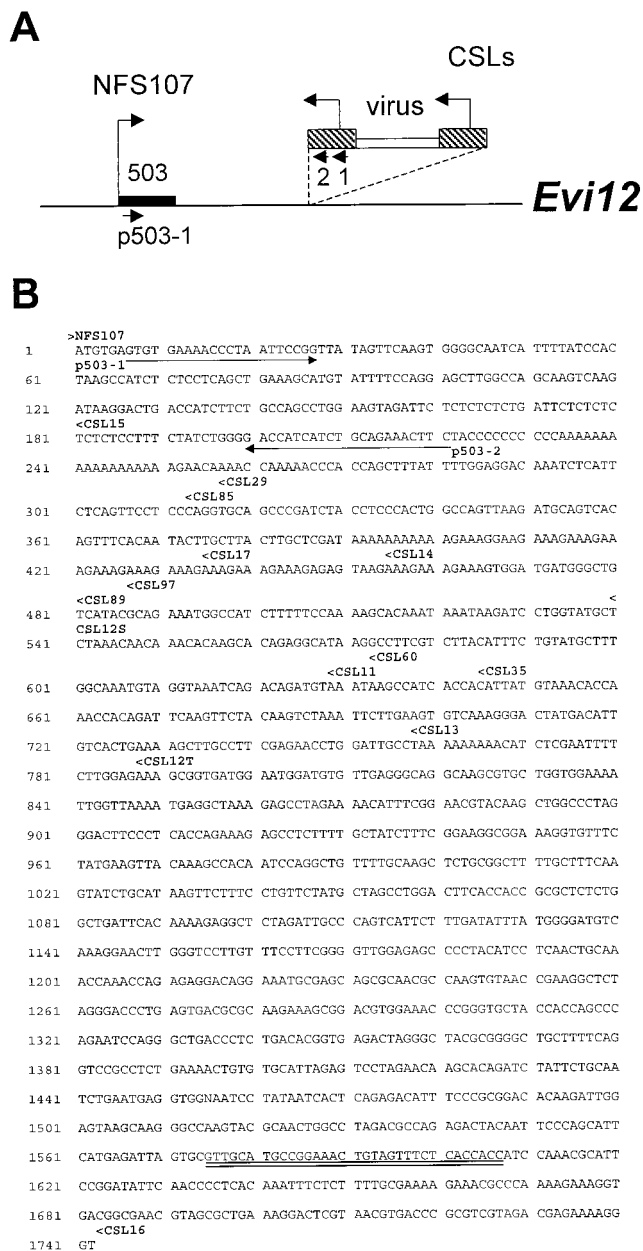 A
NFS107
CSLs
virus
503
2 1
p503-1
Evi12
B
>NFS107
1 ATGTGAGTGT GAAAACCCTA ATTCCGGTTA TAGTTCAAGT GGGGCAATCA TTTTATCCAC
p503-1
61 TAAGCCATCT CTCCTCAGCT GAAAGCATGT ATTTTCCAGG GAGCTTGGCC AGCAAGTCAAG
121 ATAAGGACTG ACCATCTTCT GCCAGCCTGG AAGTAGATTC TCTCTCTCTG ATTCTCTCTC
<CSL15
181 TCTCTCCTTT CTATCTGGGG ACCATCATCT GCAGAAACTTC TACCCCCCCC CCCAAAAAAA
p503-2
241 AAAAAAAAAA AGAACAAAAC CAAAAACCCA CCAGCTTTAT TTTGGAGGAC AAATCTCATT
<CSL29
<CSL85
301 CTCAGTTCCT CCCAGGTGCA GCCCGATCTA CCTCCCACTG GCCAGTTAAG ATGCAGTCAC
361 AGTTTCACAA TACTTGCTTA CTTGCTCGAT AAAAAAAAAA AGAAAGGAAG AAAGAAAGAA
<CSL17 <CSL14
421 AGAAAGAAAG AAAGAAAGAA AGAAAGAGAG TAAGAAAGAA AGAAAGTGGA TGATGGGCTG
<CSL97
<CSL89 <
481 TCATACGCAG AAATGGCCAT CTTTTTCCAA AAGCACAAAT AAATAAGATC CTGGTATGCT
CSL12S
541 CTAAACAACA AACACAAGCA CAGAGGCATA AGGCCTTCGT CTTACATTTC TGTATGCTTT
<CSL60
<CSL11 <CSL35
601 GGCAAATGTA GGTAAATCAG ACAGATGTAA ATAAGCCATC ACCACATTAT GTAAACACCA
661 AACCACAGAT TCAAGTTCTA CAAGTCTAAA TTCTTGAAGT GTCAAAGGGA CTATGACATT
721 GTCACTGAAA AGCTTGCCTT CGAGAACCTG GATTGCCTAA AAAAAAACAT CTCGAATTTT
<CSL13
<CSL12T
781 CTTGGAGAAA GCGGTGATGG AATGGATGTG TTGAGGGCAG GCAAGCGTGC TGGTGGAAAA
841 TTGGTTAAAA TGAGGCTAAA GAGCCTAGAA AACATTTCGG AACGTACAAG CTGGCCCTAG
901 GGACTTCCCT CACCAGAAAG AGCCTCTTTT GCTATCTTTC GGAAGGCGGA AAGGTGTTTC
961 TATGAAGTTA CAAAGCCACA ATCCAGGCTG TTTTGCAAGC TCTGCGGCTT TTGCTTTCAA
1021 GTATCTGCAT AAGTTCTTTC CTGTTCTATG CTAGCCTGGA CTTCACCACC GCGCTCTCTG
1081 GCTGATTCAC AAAAGAGGCT CTAGATTGCC CAGTCATTCT TTGATATTTA TGGGGATGTC
1141 AAAGGAACTT GGGTCCTTGT TTCCTTCGGG GTTGGAGAGC CCCTACATCC TCAACTGCAA
1201 ACCAAACCAG AGAGGACAGG AAATGCGAGC AGCGCAACGC CAAGTGTAAC CGAAGGCTCT
1261 AGGGACCCTG AGTGACGCGC AAGAAAGCGG ACGTGGAAAC CCGGGTGCTA CCACCAGCCC
1321 AGAATCCAGG GCTGACCCTC TGACACGGTG AGACTAGGGC TACGCGGGGC TGCTTTTCAG
1381 GTCCGCCTCT GAAAACTGTG TGCATTAGAG TCCTAGAACA AGCACAGATC TATTCTGCAA
1441 TCTGAATGAG GTGGNAATCC TATAATCACT CAGAGACATT TCCCGCGGAC ACAAGATTGG
1501 AGTAAGCAAG GGCCAAGTAC GCAACTGGCC TAGACGCCAG AGACTACAAT TCCCAGCATT
1561 CATGAGATTA GTGCGTTGCA TGCCGGAAAC TGTAGTTTCT CACCACCATC CAAACGCATT
1621 CCGGATATTC AACCCCTCAC AAATTTCTCT TTTGCGAAAA GAAACGCCCA AAAGAAAGGT
1681 GACGGCGAAC GTAGCGCTGA AAGGACTCGT AACGTGACCC GCGTCGTAGA CGAGAAAAGG
<CSL16
1741 GT